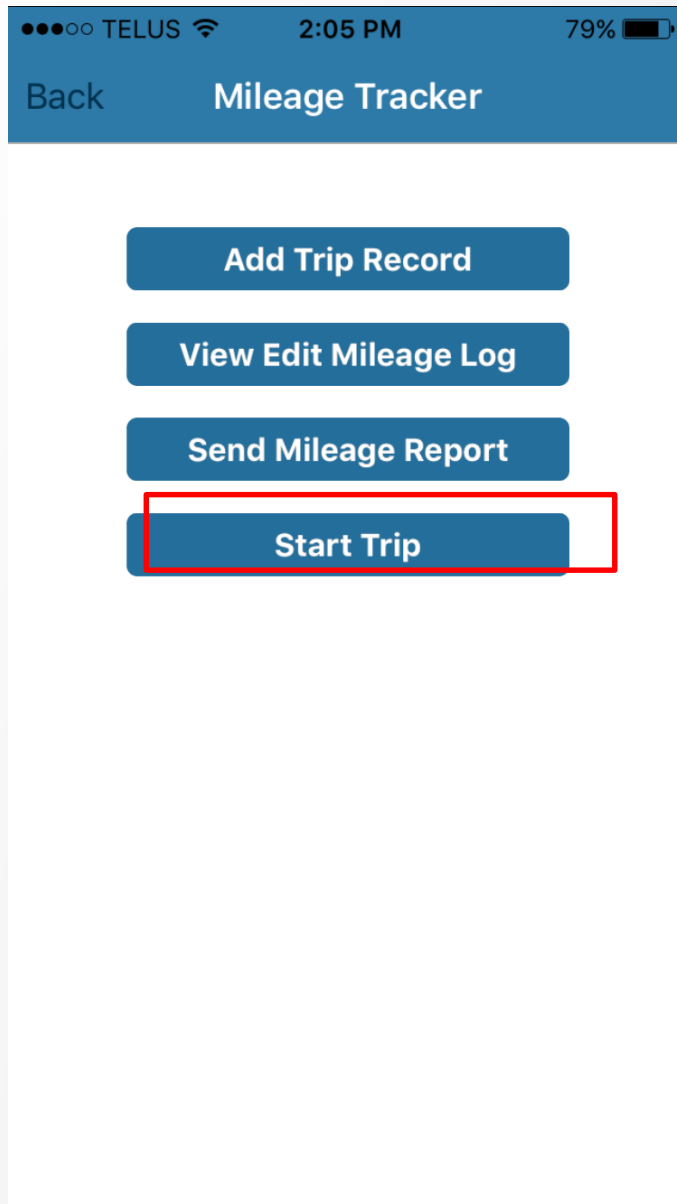 TELUS 2:05 PM 79%
Back Mileage Tracker
Add Trip Record
View Edit Mileage Log
Send Mileage Report
Start Trip